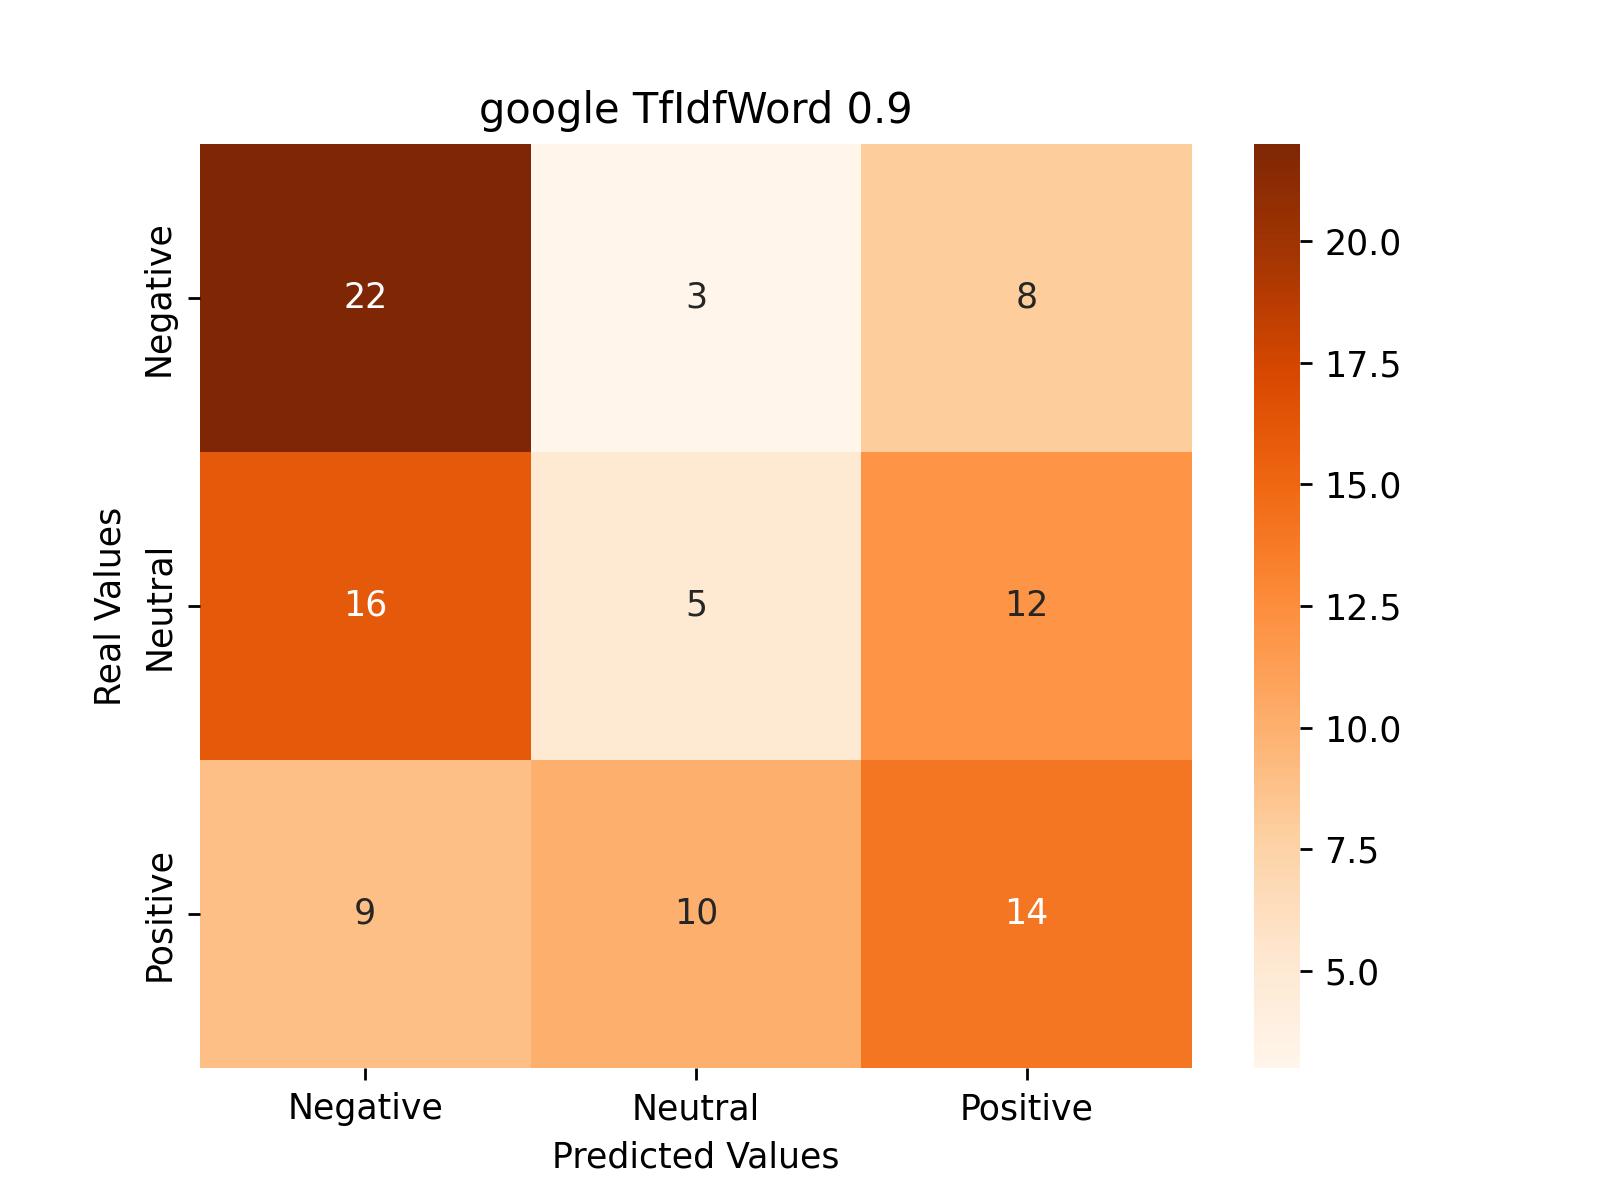 google TfIdfWord 0.9
Real Values
Negative
22 3 8
Neutral
16 5 12
Positive
9 10 14
Negative Neutral Positive
Predicted Values
20.0
17.5
15.0
12.5
10.0
7.5
5.0